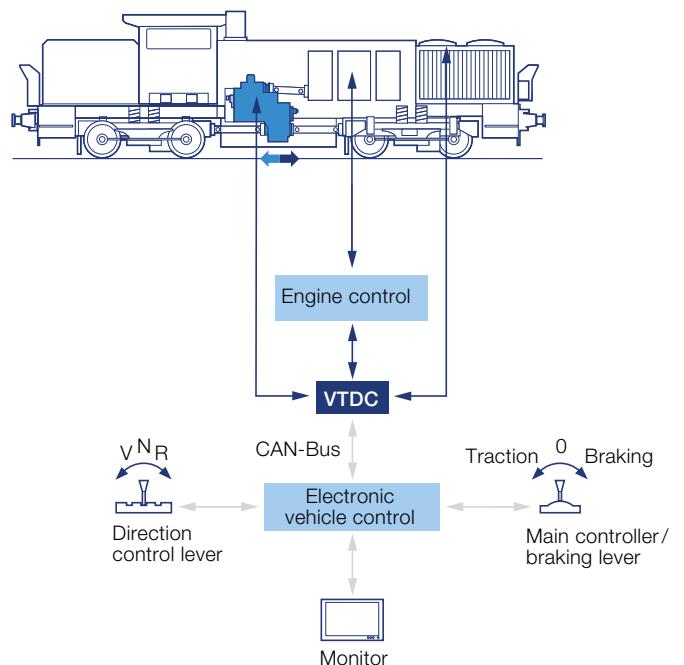 Engine control
VTDC
CAN-Bus
V N R
Traction 0 Braking
Electronic
vehicle control
Direction
control lever
Main controller/
braking lever
Monitor